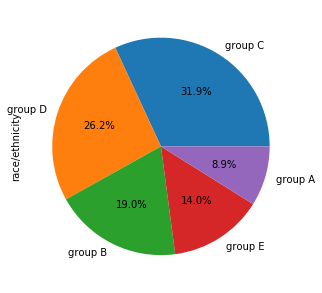 group C
31.9%
group D
26.2%
race/ethnicity
8.9%
group A
19.0%
14.0%
group B
group E